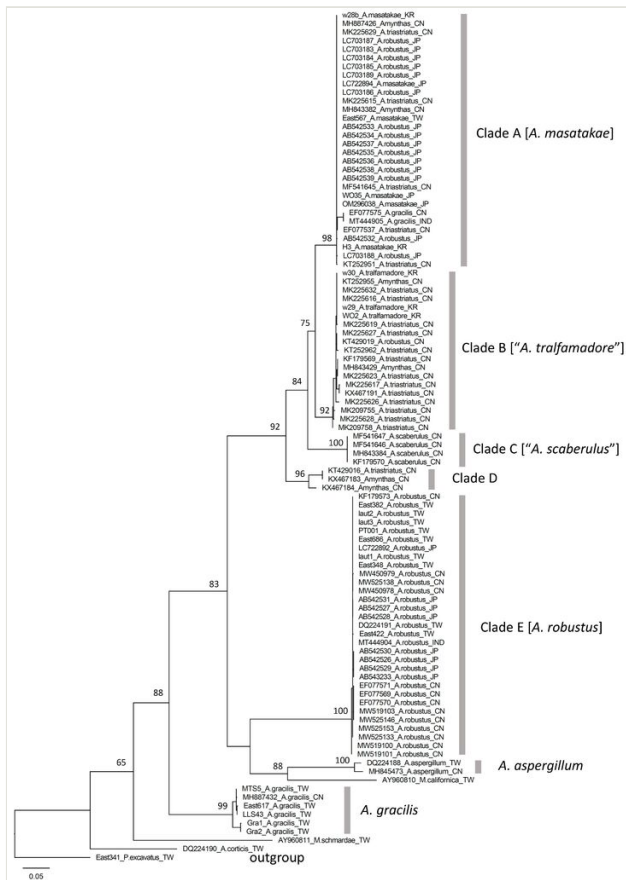 w28b_A.masatakae_KR
MH887426_Amynthas_CN
MK225629_A.triastriatus_CN
LC703187_A.robustus_JP
LC703183_A.robustus_JP
LC703184_A.robustus_JP
LC703185_A.robustus_JP
LC703189_A.robustus_JP
LC722894_A.masatakae_JP
LC703186_A.robustus_JP
MK225615_A.triastriatus_CN
MH843382_Amynthas_CN
East567_A.masatakae_TW
AB542533_A.robustus_JP
AB542534_A.robustus_JP
AB542537_A.robustus_JP
AB542535_A.robustus_JP
AB542536_A.robustus_JP
AB542538_A.robustus_JP
AB542539_A.robustus_JP
MF541645_A.triastriatus_CN
WO35_A.masatakae_JP
OM296038_A.masatakae_JP
EF077575_A.gracilis_CN
MT444905_A.gracilis_IND
EF077537_A.triastriatus_CN
AB542532_A.robustus_JP
H3_A.masatakae_KR
LC703188_A.robustus_JP
KT252951_A.triastriatus_CN
Clade A [A. masatakae]
98
w30_A.tralfamadore_KR
KT252955_Amynthas_CN
MK225632_A.triastriatus_CN
MK225616_A.triastriatus_CN
w29_A.tralfamadore_KR
WO2_A.tralfamadore_KR
MK225619_A.triastriatus_CN
MK225627_A.triastriatus_CN
KT429019_A.robustus_CN
KT252962_A.triastriatus_CN
KF179569_A.triastriatus_CN
MH843429_Amynthas_CN
MK225623_A.triastriatus_CN
MK225617_A.triastriatus_CN
KX467191_A.triastriatus_CN
MK225626_A.triastriatus_CN
MK209755_A.triastriatus_CN
MK225628_A.triastriatus_CN
MK209758_A.triastriatus_CN
Clade B [“A. tralfamadore”]
75
92
84
MF541647_A.scaberulus_CN
MF541646_A.scaberulus_CN
MH843384_A.scaberulus_CN
KF179570_A.scaberulus_CN
Clade C [“A. scaberulus”]
100
92
KT429016_A.triastriatus_CN
KX467183_Amynthas_CN
KX467184_Amynthas_CN
Clade D
96
KF179573_A.robustus_CN
East382_A.robustus_TW
laut2_A.robustus_TW
laut3_A.robustus_TW
PT001_A.robustus_TW
East686_A.robustus_TW
LC722892_A.robustus_JP
laut1_A.robustus_TW
East348_A.robustus_TW
MW450979_A.robustus_CN
MW525138_A.robustus_CN
MW450978_A.robustus_CN
AB542531_A.robustus_JP
AB542527_A.robustus_JP
AB542528_A.robustus_JP
DQ224191_A.robustus_TW
East422_A.robustus_TW
MT444904_A.robustus_IND
AB542530_A.robustus_JP
AB542526_A.robustus_JP
AB542529_A.robustus_JP
AB543233_A.robustus_JP
EF077571_A.robustus_CN
EF077569_A.robustus_CN
EF077570_A.robustus_CN
MW519103_A.robustus_CN
MW525146_A.robustus_CN
MW525153_A.robustus_CN
MW525133_A.robustus_CN
MW519100_A.robustus_CN
MW519101_A.robustus_CN
Clade E [A. robustus]
83
100
88
DQ224188_A.aspergillum_TW
MH845473_A.aspergillum_CN
A. aspergillum
100
88
AY960810_M.californica_TW
65
MTS5_A.gracilis_TW
MH887432_A.gracilis_CN
East617_A.gracilis_TW
LLS43_A.gracilis_TW
Gra1_A.gracilis_TW
Gra2_A.gracilis_TW
A. gracilis
99
AY960811_M.schmardae_TW
DQ224190_A.corticis_TW
East341_P.excavatus_TW
outgroup
0.05